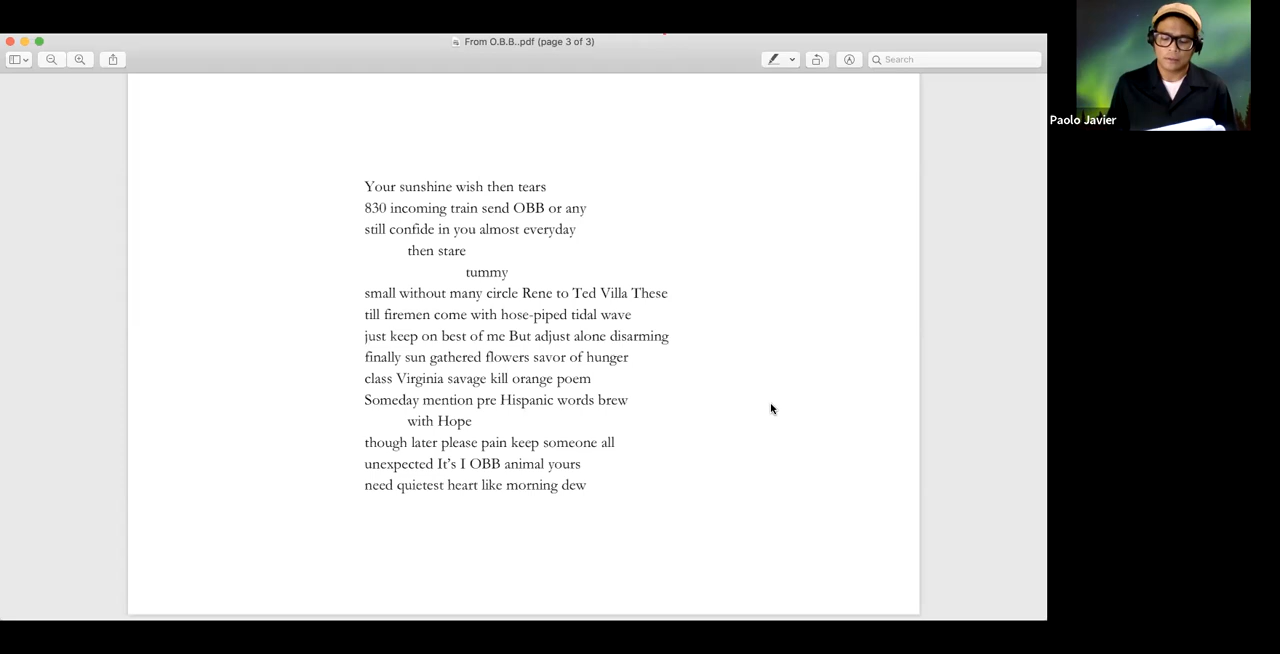 From O.B.B..pdf (page 3 of 3)
Search
Paolo Javier
Your sunshine wish then tears
830 incoming train send OBB or any
still confide in you almost everyday
then stare
tummy
small without many circle Rene to Ted Villa These
till firemen come with hose-piped tidal wave
just keep on best of me But adjust alone disarming
finally sun gathered flowers savor of hunger
class Virginia savage kill orange poem
Someday mention pre Hispanic words brew
with Hope
though later please pain keep someone all
unexpected It’s I OBB animal yours
need quietest heart like morning dew